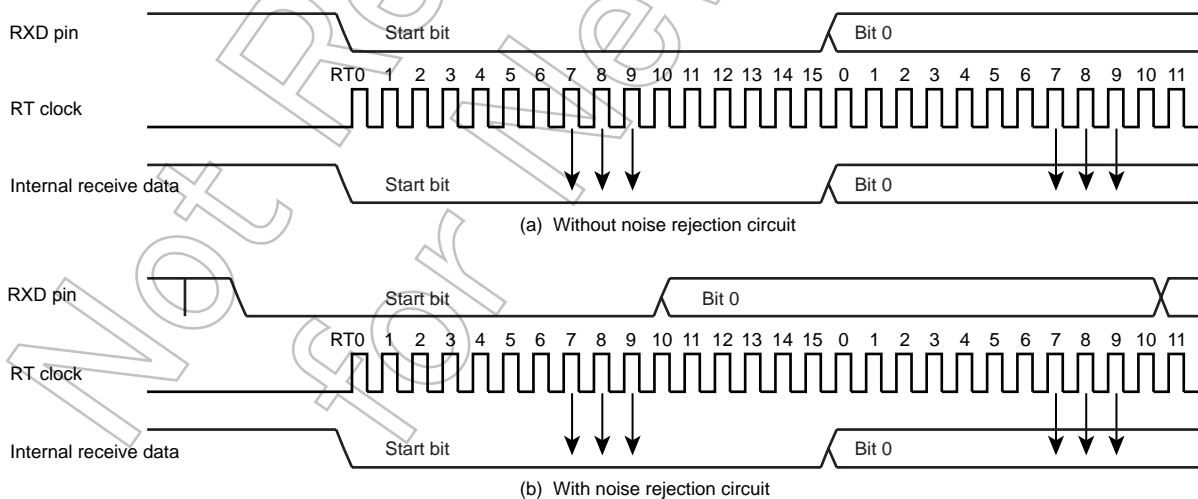 RXD pin
Start bit
Bit 0
RT0 1 2 3 4 5 6 7 8 9 10 11 12 13 14 15 0 1 2 3 4 5 6 7 8 9 10 11
RT clock
Internal receive data
Start bit
Bit 0
(a) Without noise rejection circuit
RXD pin
Start bit
Bit 0
RT0 1 2 3 4 5 6 7 8 9 10 11 12 13 14 15 0 1 2 3 4 5 6 7 8 9 10 11
RT clock
Internal receive data
Start bit
Bit 0
(b) With noise rejection circuit
Not
for